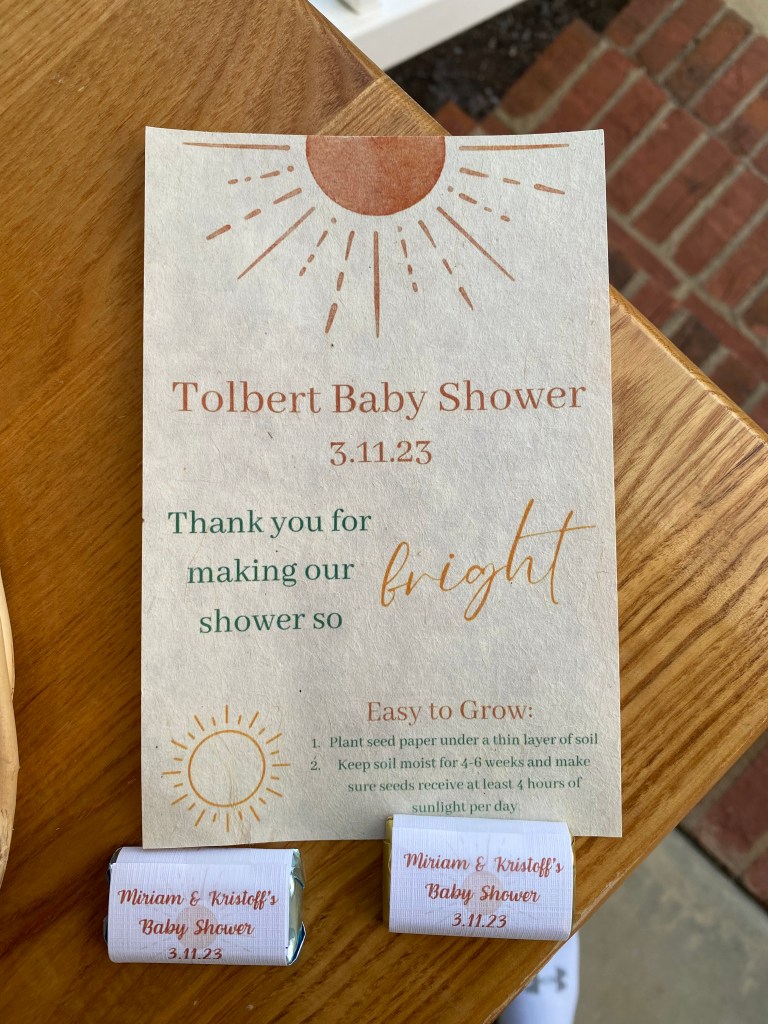 Tolbert Baby Shower
3.11.23
Thank you for
making our
shower so
bright
Easy to Grow:
1. Plant seed paper under a thin layer of soil
2. Keep soil moist for 4-6 weeks and make
sure seeds receive at least 4 hours of
sunlight per day
Miriam & Kristoff's
Baby Shower
3.11.23
Miriam & Kristoff's
Baby Shower
3.11.23